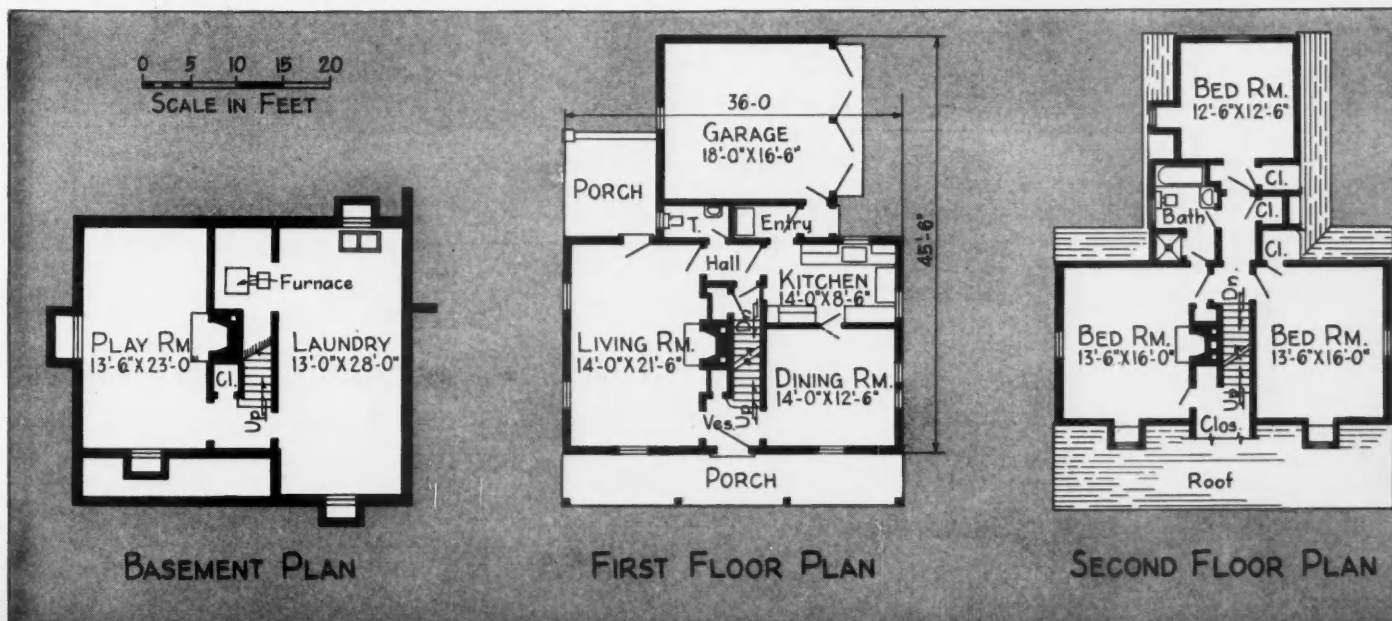 0 5 10 15 20
SCALE IN FEET
PLAY RM
13'-6"X23'-0
Furnace
LAUNDRY
13'-0"X28'-0"
Cl.
Up
BASEMENT PLAN
36-0
GARAGE
18'-0"X16'-6"
PORCH
T.
Entry
45'-6"
Hall
KITCHEN
14'-0"X8'-6"
LIVING RM.
14'-0"X21'-6"
Dn.
DINING RM.
14'-0"X12'-6"
Up
Ves.
PORCH
FIRST FLOOR PLAN
BED RM.
12'-6"X12'-6"
Cl.
Bath
Cl.
Cl.
Dn.
BED RM.
13'-6"X16'-0"
BED RM.
13'-6"X16'-0"
Up
Clos.
Roof
SECOND FLOOR PLAN